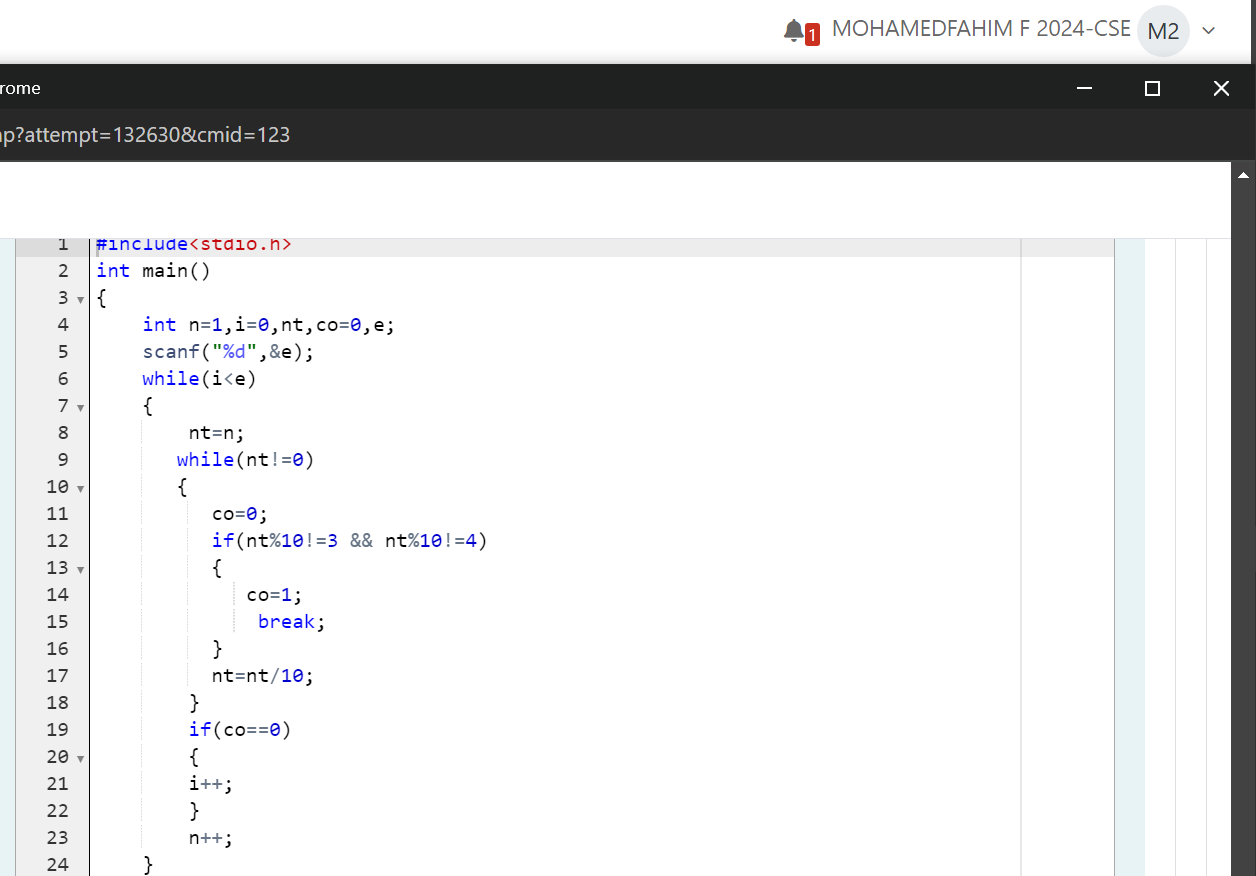 1 MOHAMEDFAHIM F 2024-CSE M2
rome
np?attempt=132630&cmid=123
1 #include<stdio.h>
2 int main()
3 {
4 int n=1,i=0,nt,co=0,e;
5 scanf("%d",&e);
6 while(i<e)
7 {
8 nt=n;
9 while(nt!=0)
10 {
11 co=0;
12 if(nt%10!=3 && nt%10!=4)
13 {
14 co=1;
15 break;
16 }
17 nt=nt/10;
18 }
19 if(co==0)
20 {
21 i++;
22 }
23 n++;
24 }